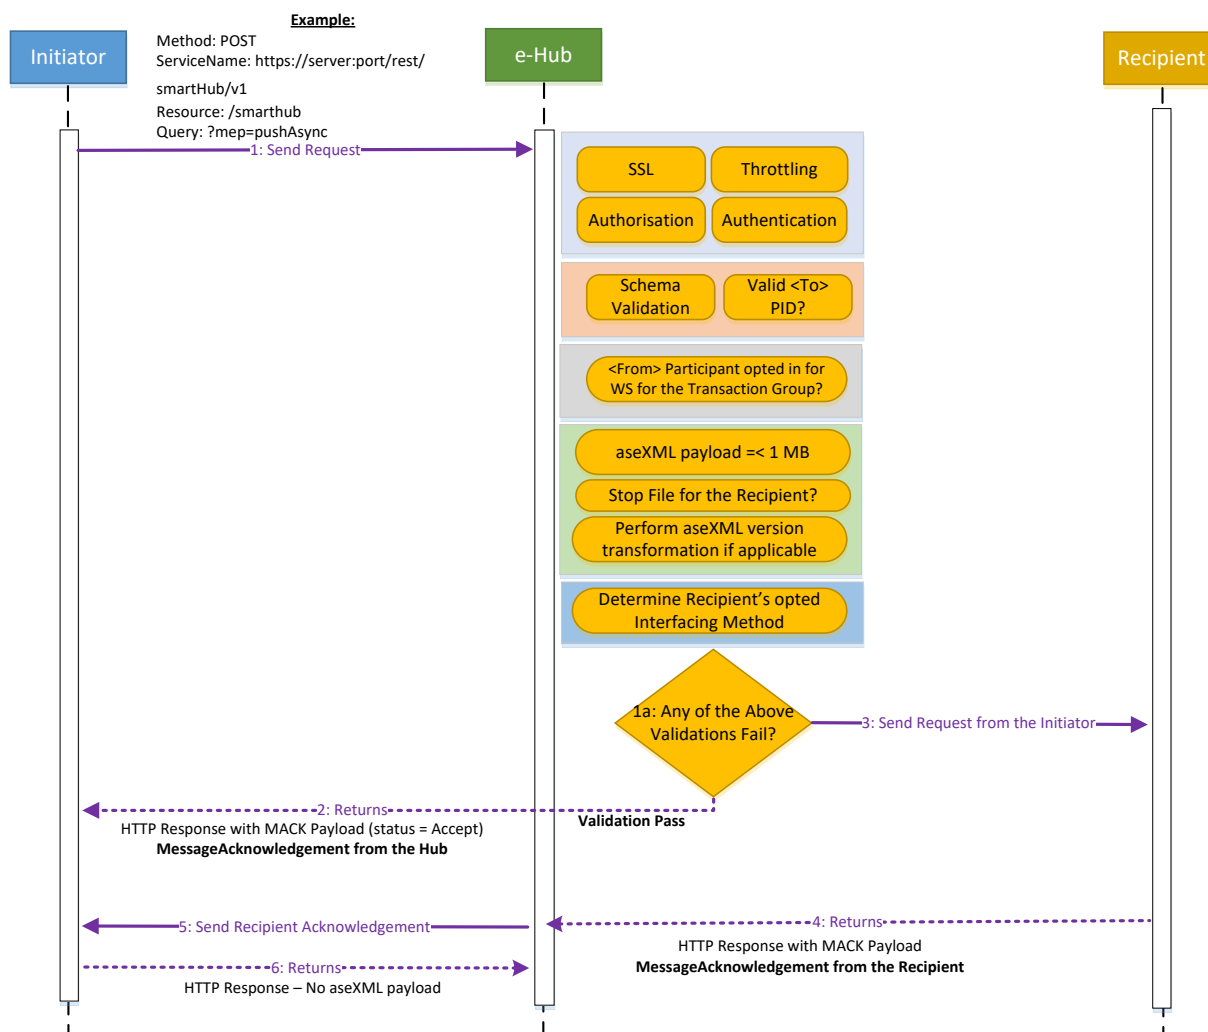 Example:
Method: POST
ServiceName: https://server:port/rest/
smartHub/v1
Resource: /smarthub
Query: ?mep=pushAsync
Initiator
e-Hub
Recipient
1: Send Request
SSL
Throttling
Authorisation
Authentication
Schema
Validation
Valid <To>
PID?
<From> Participant opted in for
WS for the Transaction Group?
aseXML payload =< 1 MB
Stop File for the Recipient?
Perform aseXML version
transformation if applicable
Determine Recipient’s opted
Interfacing Method
1a: Any of the Above
Validations Fail?
3: Send Request from the Initiator
2: Returns
HTTP Response with MACK Payload (status = Accept)
MessageAcknowledgement from the Hub
Validation Pass
5: Send Recipient Acknowledgement
4: Returns
HTTP Response with MACK Payload
MessageAcknowledgement from the Recipient
6: Returns
HTTP Response – No aseXML payload